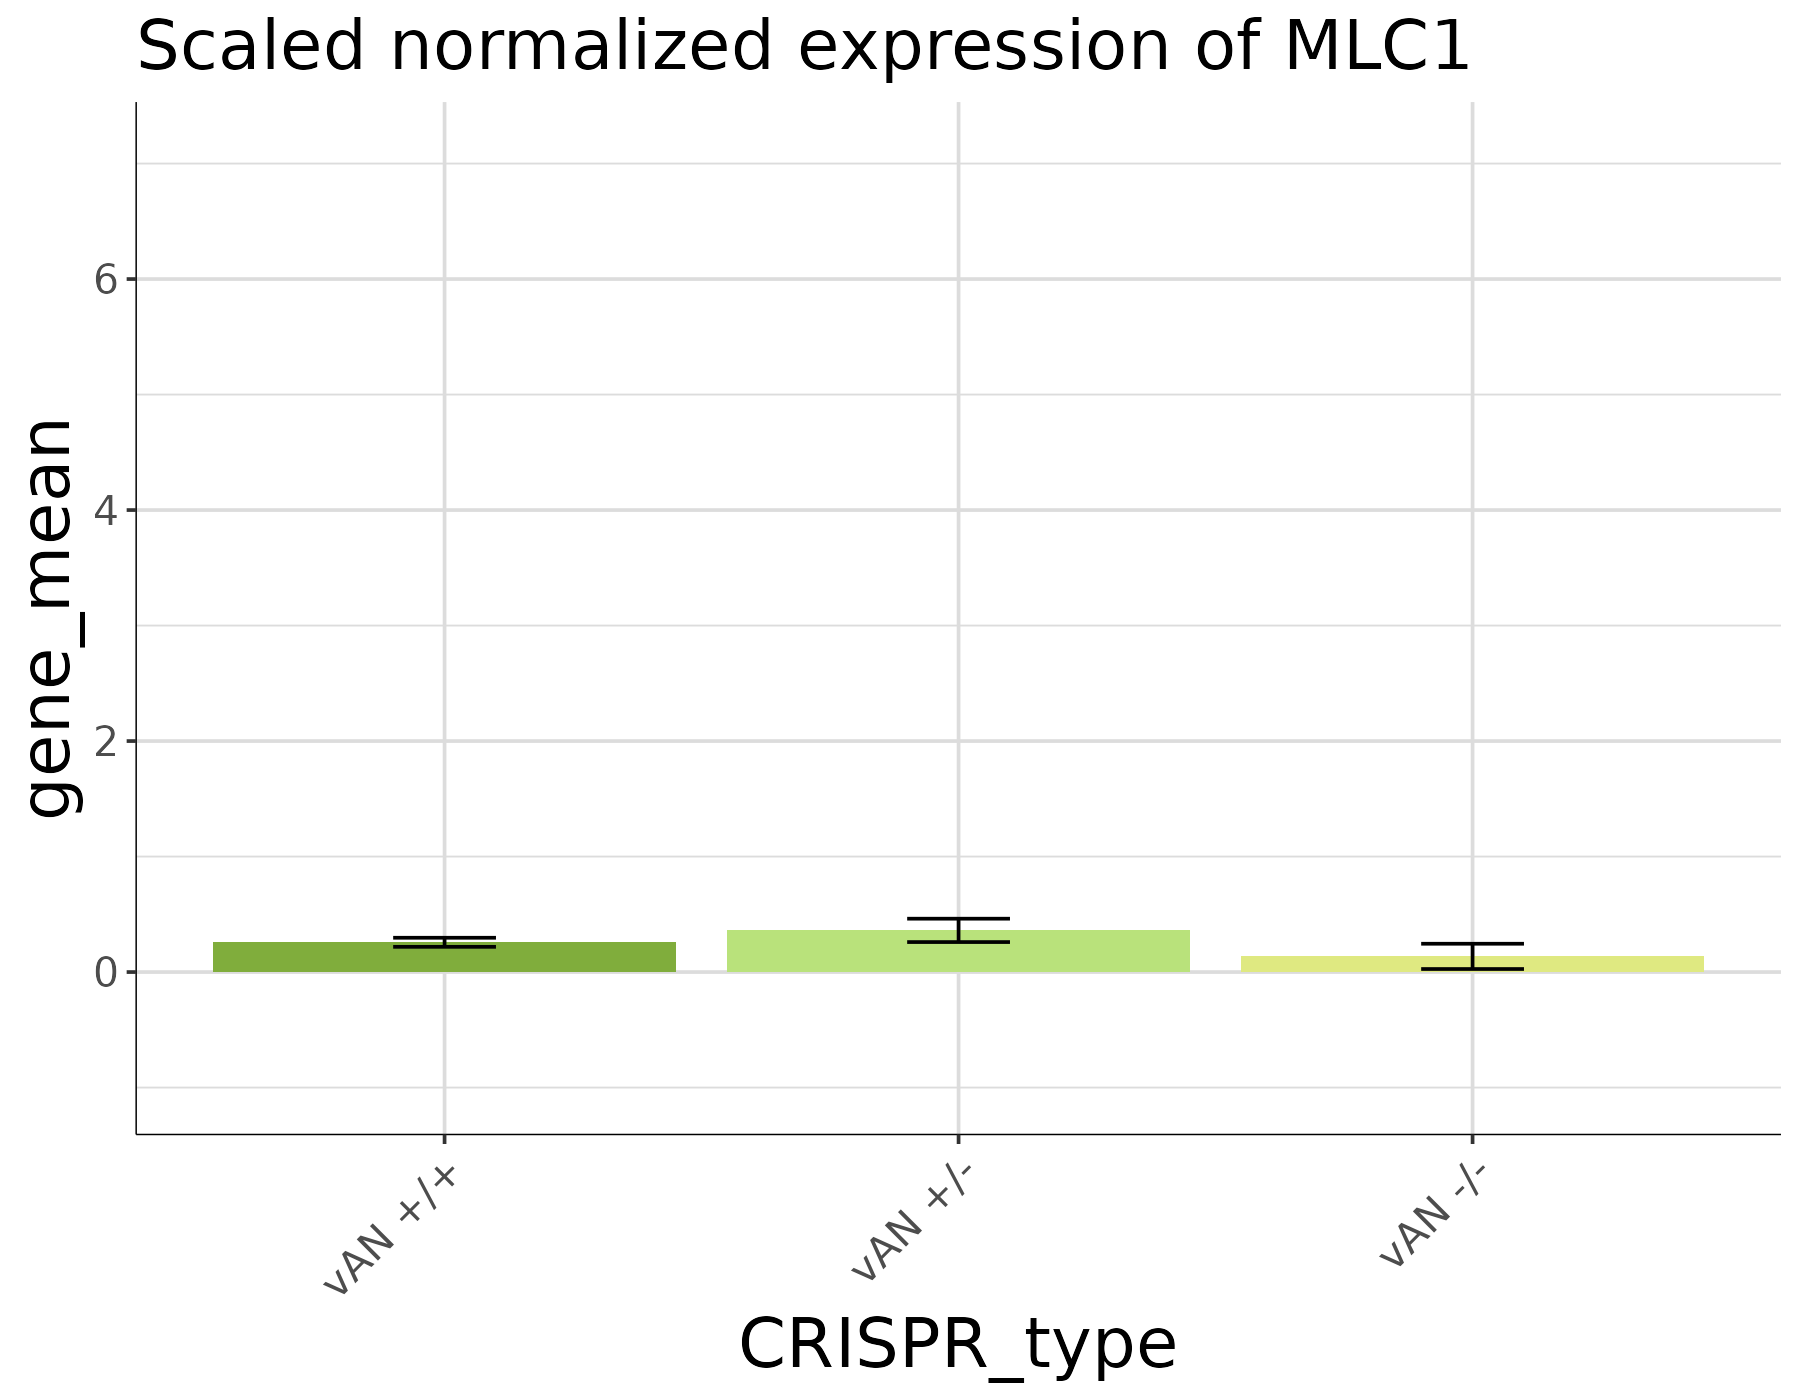 Scaled normalized expression of MLC1
gene_mean
6
4
2
0
vAN +/+
vAN +/-
vAN -/-
CRISPR_type